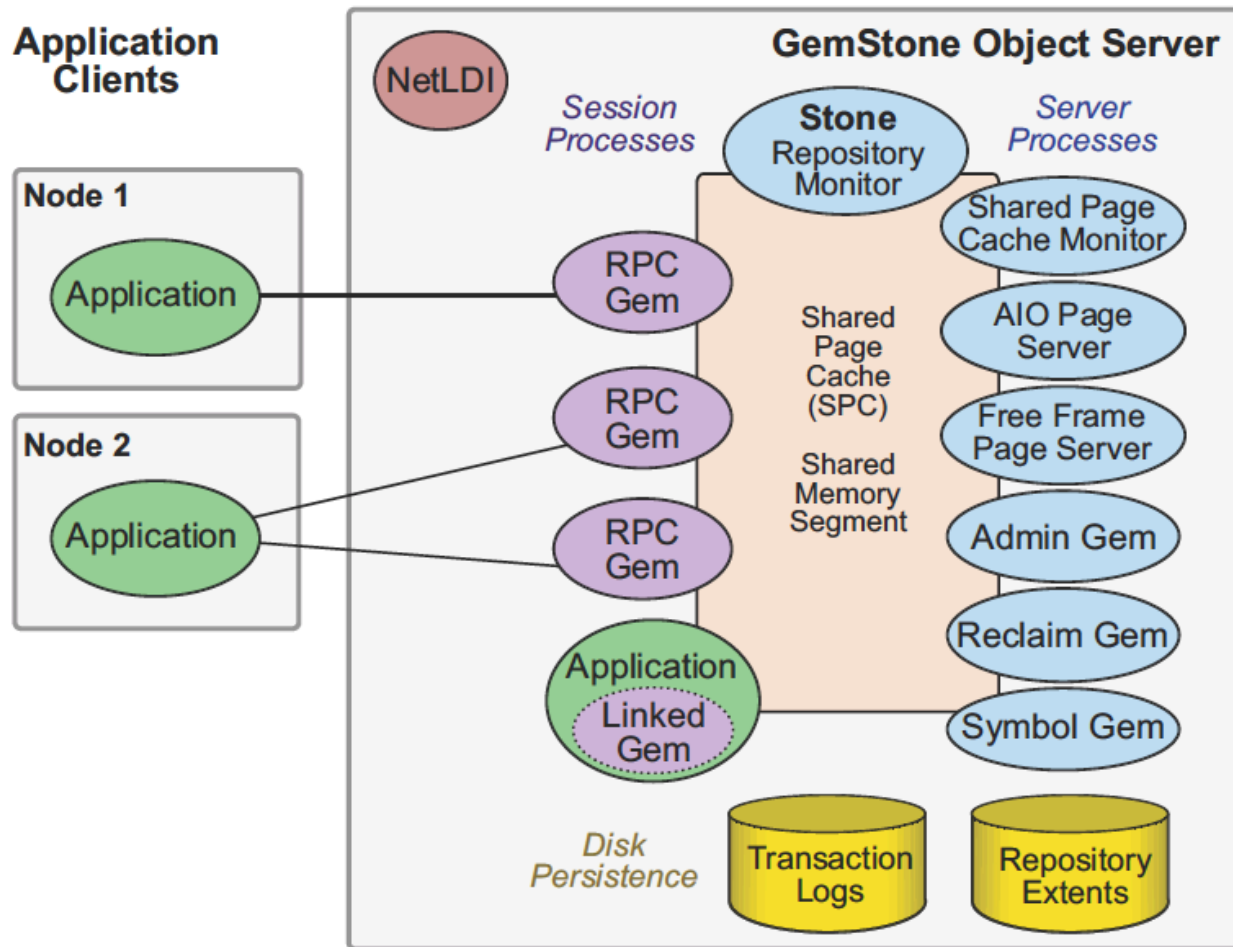 Application
Clients
Node 1
Application
Node 2
Application
GemStone Object Server
NetLDI
Session
Processes
Stone
Repository
Monitor
Server
Processes
RPC
Gem
RPC
Gem
RPC
Gem
Application
Linked
Gem
Shared
Page
Cache
(SPC)
Shared
Memory
Segment
Shared Page
Cache Monitor
AIO Page
Server
Free Frame
Page Server
Admin Gem
Reclaim Gem
Symbol Gem
Disk
Persistence
Transaction
Logs
Repository
Extents